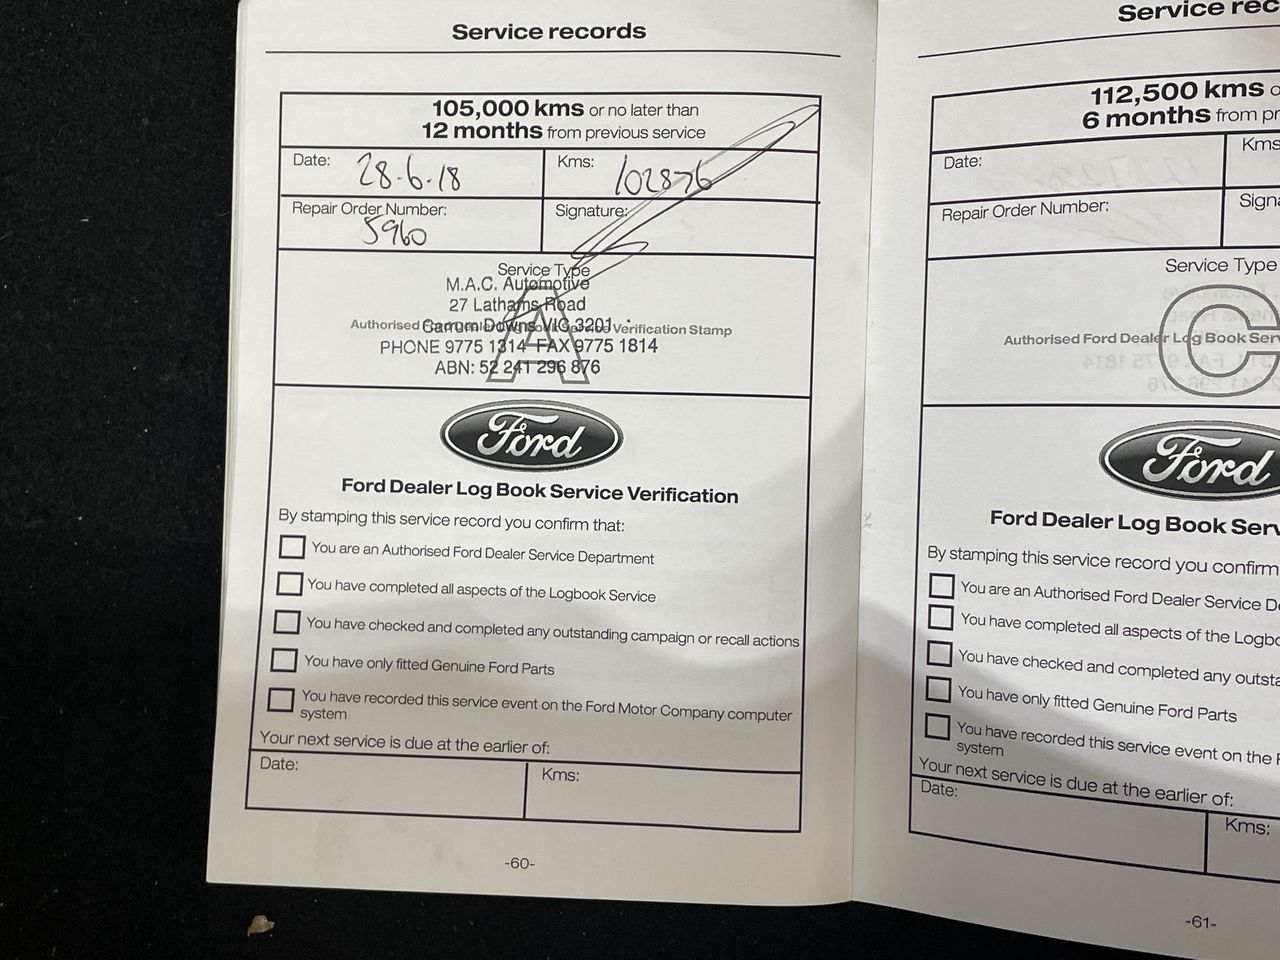 Service records
105,000 kms or no later than
12 months from previous service
Date: 28-6-18
Kms: 102876
Repair Order Number: 5960
Signature:
Service Type
M.A.C. Automotive
27 Lathams Road
Carrum Downs VIC 3201
Authorised Ford Dealer Log Book Service Verification Stamp
A
PHONE 9775 1314 FAX 9775 1814
ABN: 52 241 296 876
Ford
Ford Dealer Log Book Service Verification
By stamping this service record you confirm that:
You are an Authorised Ford Dealer Service Department
You have completed all aspects of the Logbook Service
You have checked and completed any outstanding campaign or recall actions
You have only fitted Genuine Ford Parts
You have recorded this service event on the Ford Motor Company computer
system
Your next service is due at the earlier of:
Date:
Kms:
-60-
Service rec
112,500 kms
6 months from
Date:
Kms
Repair Order Number:
Sign
Service Type
Authorised Ford Dealer Log Book Ser
C
Ford
Ford Dealer Log Book Serv
By stamping this service record you confirm
You are an Authorised Ford Dealer Service D
You have completed all aspects of the Logbo
You have checked and completed any outsta
You have only fitted Genuine Ford Parts
You have recorded this service event on the
system
Your next service is due at the earlier of:
Date:
Kms:
-61-